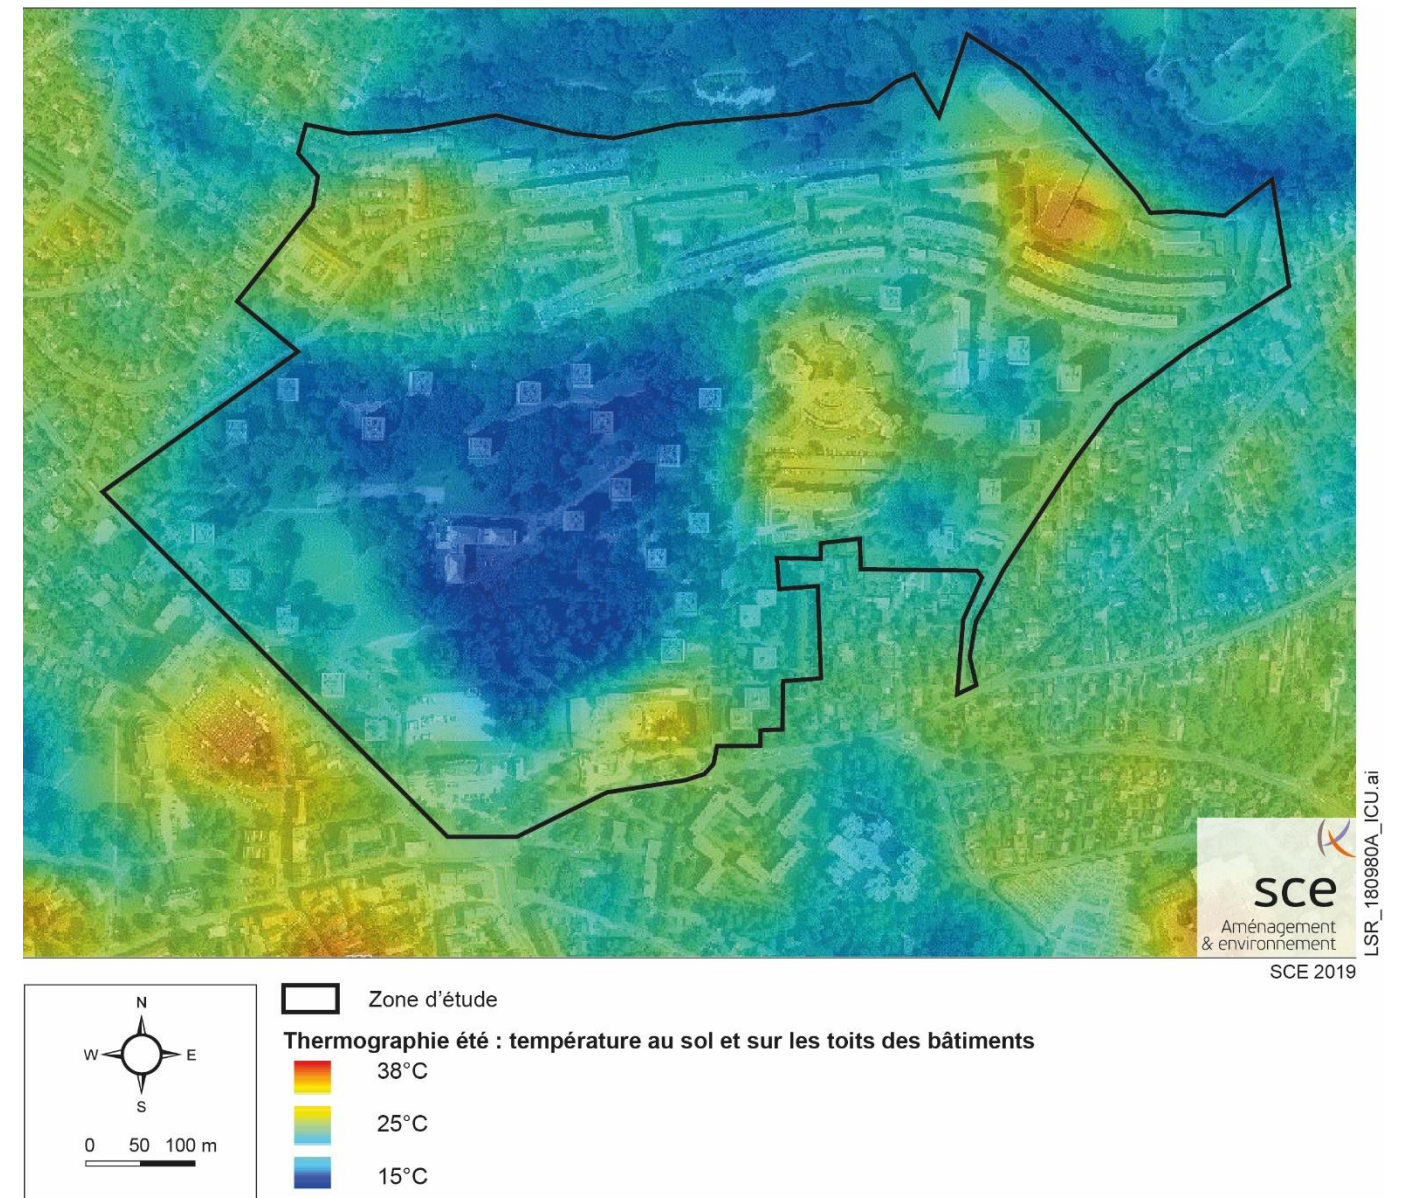 LSR_180980A_ICU.ai
sce
Aménagement
& environnement
SCE 2019
N
W E
S
0 50 100 m
Zone d'étude
Thermographie été : température au sol et sur les toits des bâtiments
38°C
25°C
15°C